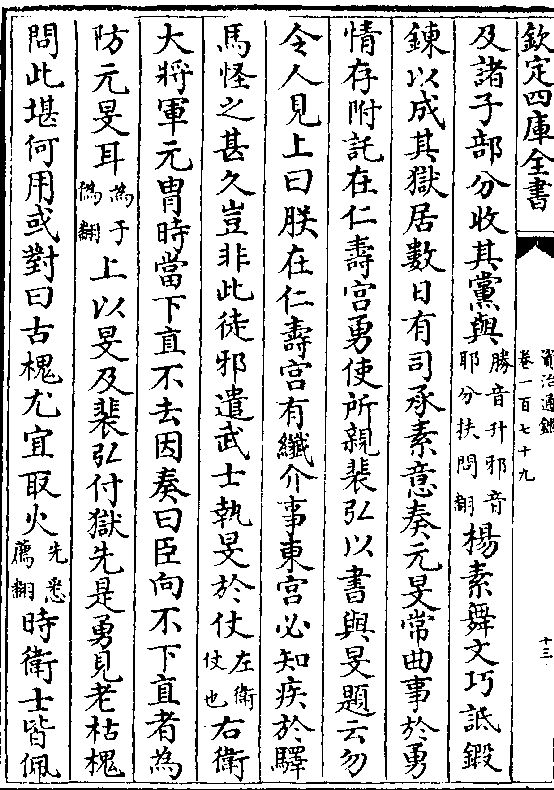 欽定四庫全書
資治通鑑
卷一百七十九
十三
及諸子部分收其黨與勝音升邪音耶分扶問翻楊素舞文巧詆鍛
鍊以成其獄居數日有司承素意奏元旻常曲事於勇
情存附託在仁壽宫勇使所親裴弘以書與旻題云勿
令人見上曰朕在仁壽宫有纎介事東宫必知疾於驛
馬怪之甚久豈非此徒邪遣武士執旻於仗左衛仗也右衛
大將軍元胄時當下直不去因奏曰臣向不下直者為
防元旻耳為于偽翻上以旻及裴弘付獄先是勇見老枯槐
問此堪何用或對曰古槐尤宜取火先悉薦翻時衛士皆佩